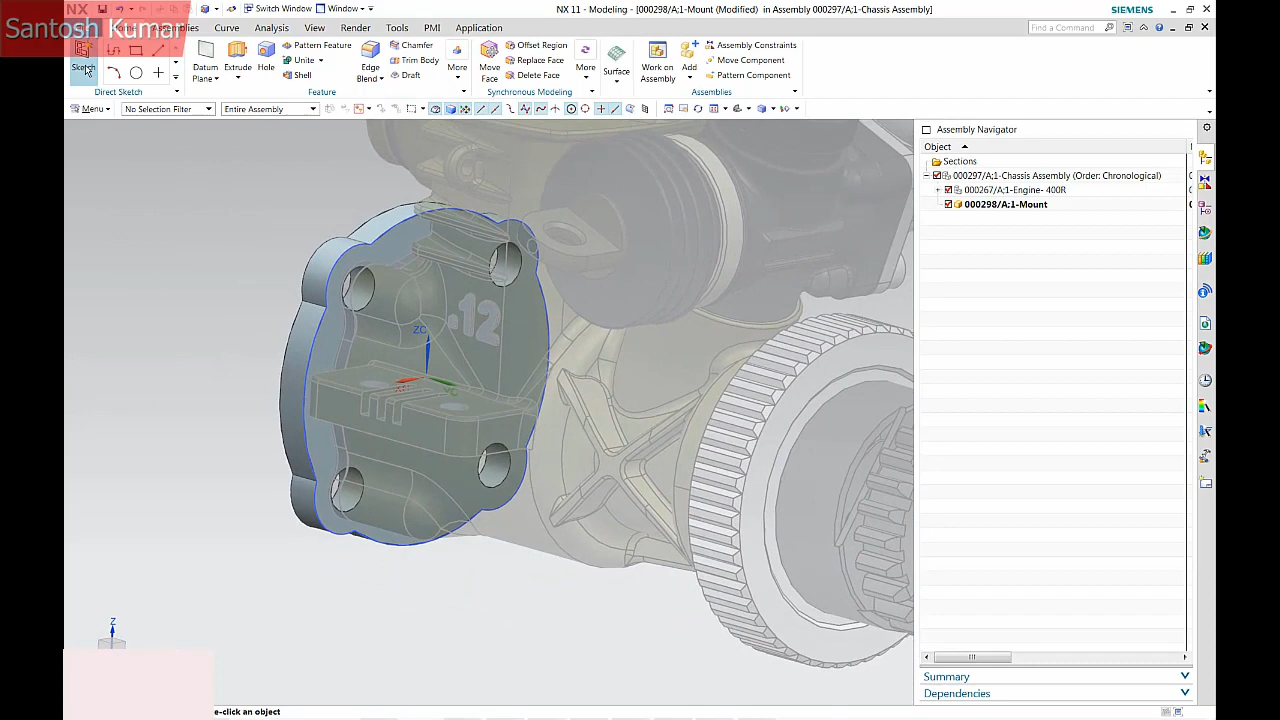 NX
Switch Window Window
NX 11 - Modeling - [000298/A;1-Mount (Modified) in Assembly 000297/A;1-Chassis Assembly]
SIEMENS
Santosh Kumar
Assemblies Curve Analysis View Render Tools PMI Application
Find a Command
Sketch
Datum Plane
Extrude
Hole
Pattern Feature
Unite
Shell
Edge Blend
Chamfer
Trim Body
Draft
More
Move Face
Offset Region
Replace Face
Delete Face
More
Surface
Work on Assembly
Add
Assembly Constraints
Move Component
Pattern Component
Direct Sketch Feature Synchronous Modeling Assemblies
Menu No Selection Filter Entire Assembly
Assembly Navigator
Object
Sections
000297/A;1-Chassis Assembly (Order: Chronological)
000267/A;1-Engine- 400R
000298/A;1-Mount
.12
ZC
YC
Z
Summary
Dependencies
e-click an object